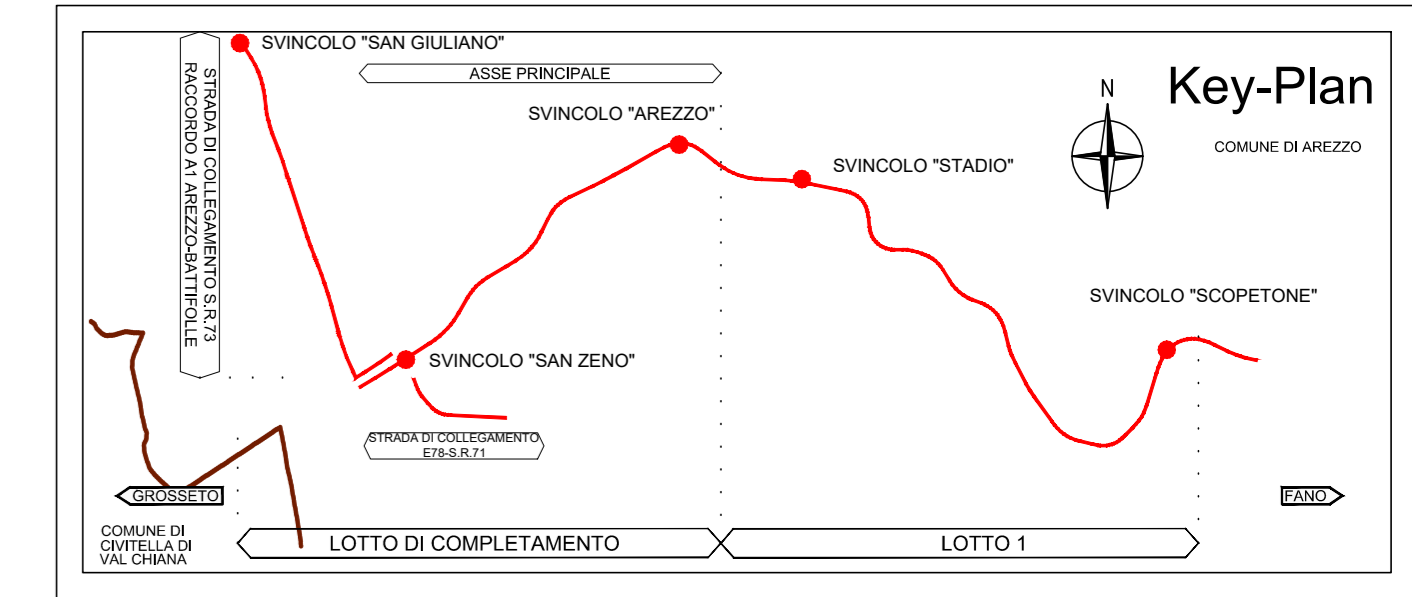 SVINCOLO "SAN GIULIANO"
ASSE PRINCIPALE
Key-Plan
N
STRADA DI COLLEGAMENTO S.R.73
RACCORDO A1 AREZZO-BATTIFOLLE
SVINCOLO "AREZZO"
COMUNE DI AREZZO
SVINCOLO "STADIO"
SVINCOLO "SCOPETONE"
SVINCOLO "SAN ZENO"
STRADA DI COLLEGAMENTO
E78-S.R.71
GROSSETO
FANO
COMUNE DI
CIVITELLA DI
VAL CHIANA
LOTTO DI COMPLETAMENTO
LOTTO 1